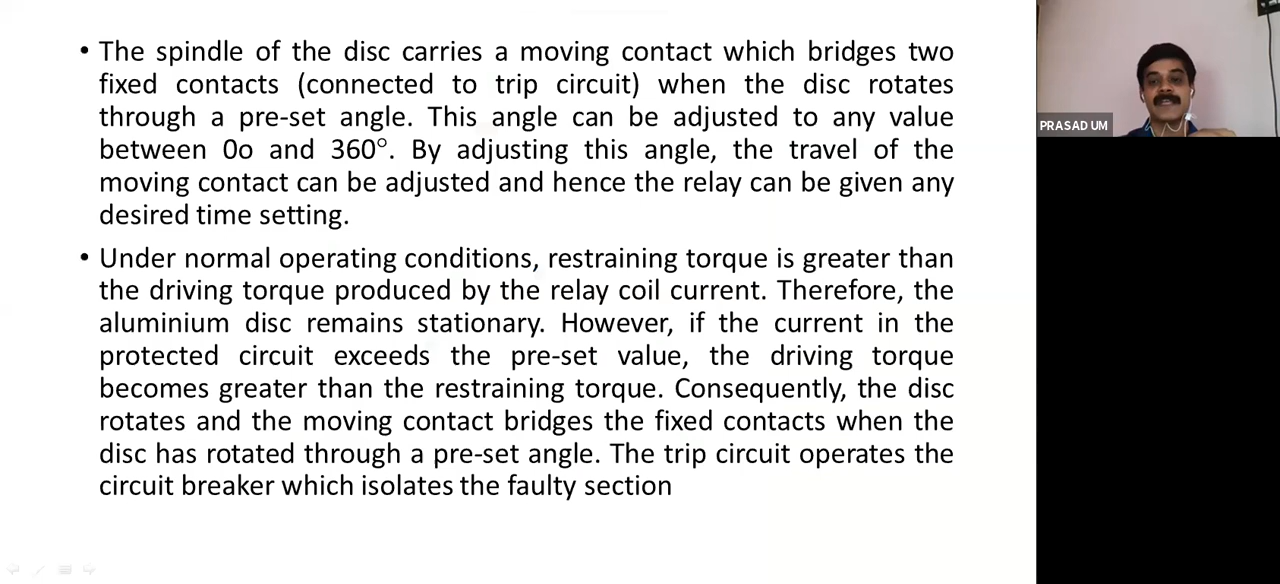 • The spindle of the disc carries a moving contact which bridges two
fixed contacts (connected to trip circuit) when the disc rotates
through a pre-set angle. This angle can be adjusted to any value
between 0o and 360°. By adjusting this angle, the travel of the
moving contact can be adjusted and hence the relay can be given any
desired time setting.
• Under normal operating conditions, restraining torque is greater than
the driving torque produced by the relay coil current. Therefore, the
aluminium disc remains stationary. However, if the current in the
protected circuit exceeds the pre-set value, the driving torque
becomes greater than the restraining torque. Consequently, the disc
rotates and the moving contact bridges the fixed contacts when the
disc has rotated through a pre-set angle. The trip circuit operates the
circuit breaker which isolates the faulty section
PRASAD UM